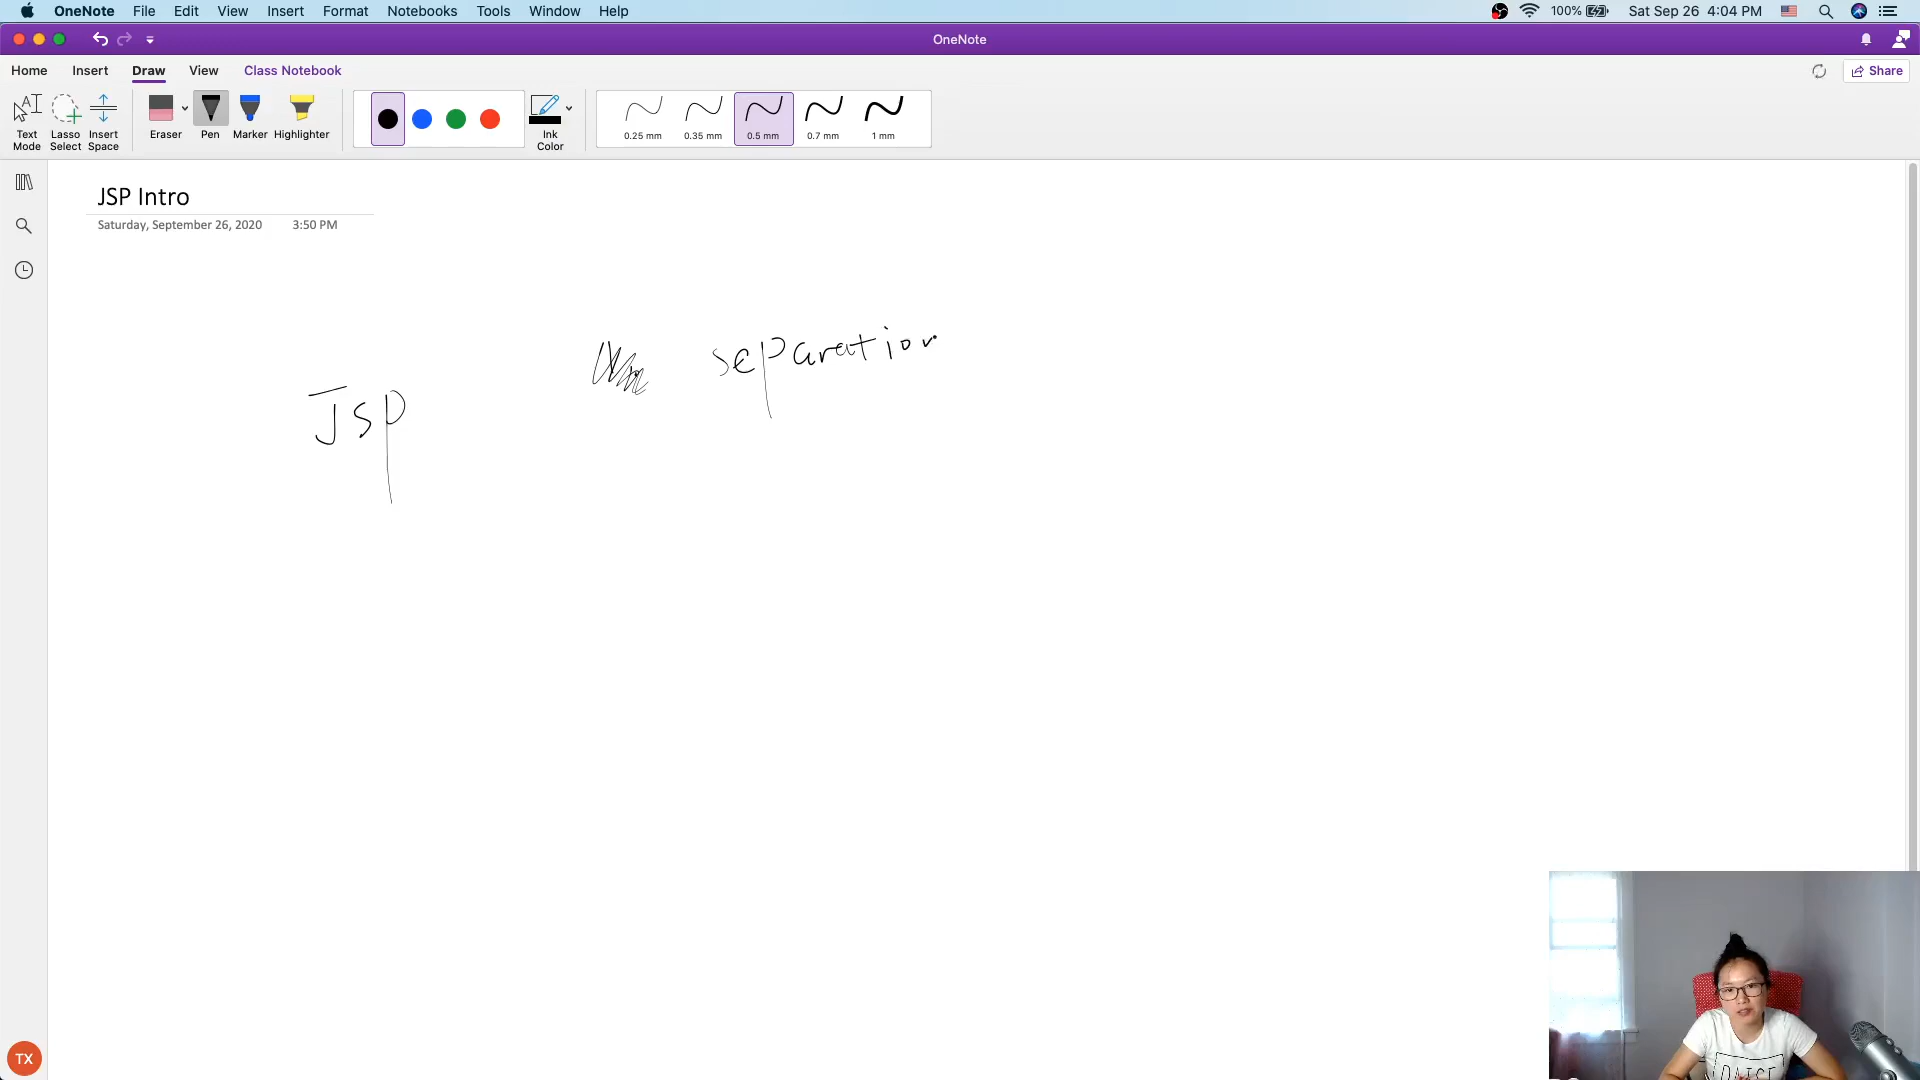 OneNote File Edit View Insert Format Notebooks Tools Window Help 100% Sat Sep 26 4:04 PM
OneNote
Home Insert Draw View Class Notebook Share
Text Mode Lasso Select Insert Space Eraser Pen Marker Highlighter Ink Color 0.25 mm 0.35 mm 0.5 mm 0.7 mm 1 mm
JSP Intro
Saturday, September 26, 2020 3:50 PM
separation
JSP
TX